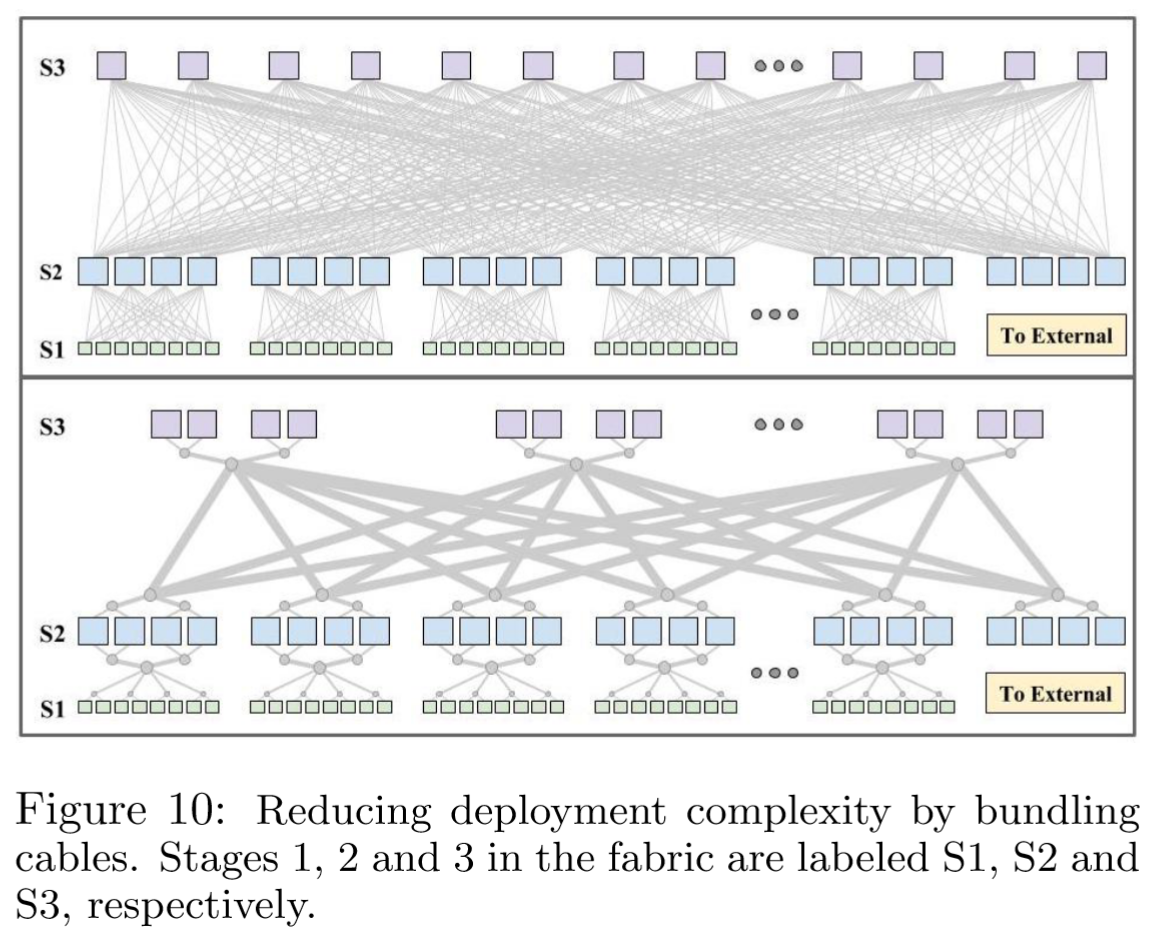 S3
S2
S1
To External
S3
S2
S1
To External
Figure 10: Reducing deployment complexity by bundling
cables. Stages 1, 2 and 3 in the fabric are labeled S1, S2 and
S3, respectively.